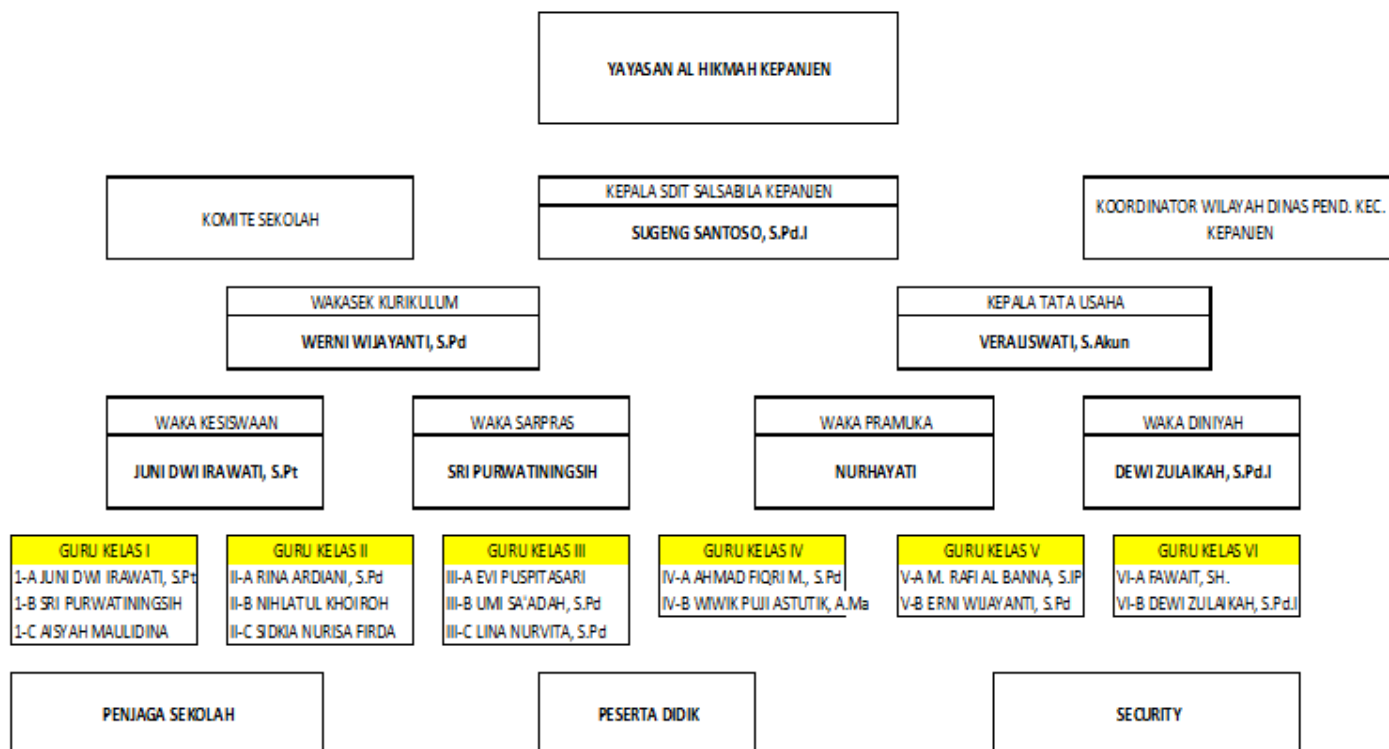 YAYASAN AL HIKMAH KEPANJEN
KOMITE SEKOLAH
KEPALA SDIT SALSABILA KEPANJEN
SUGENG SANTOSO, S.Pd.I
KOORDINATOR WILAYAH DINAS PEND. KEC.
KEPANJEN
WAKASEK KURIKULUM
WERNI WIJAYANTI, S.Pd
KEPALA TATA USAHA
VERALISWATI, S.Akun
WAKA KESISWAAN
JUNI DWI IRAWATI, S.Pt
WAKA SARPRAS
SRI PURWATININGSIH
WAKA PRAMUKA
NURHAYATI
WAKA DINIYAH
DEWI ZULAIKAH, S.Pd.I
GURU KELAS I
1-A JUNI DWI IRAWATI, S.Pt
1-B SRI PURWATININGSIH
1-C AISYAH MAULIDINA
GURU KELAS II
II-A RINA ARDIANI, S.Pd
II-B NIHLATUL KHOIROH
II-C SIDKIA NURISA FIRDA
GURU KELAS III
III-A EVI PUSPITASARI
III-B UMI SA'ADAH, S.Pd
III-C LINA NURVITA, S.Pd
GURU KELAS IV
IV-A AHMAD FIQRI M., S.Pd
IV-B WIWIK PUJI ASTUTIK, A.Ma
GURU KELAS V
V-A M. RAFI AL BANNA, S.IP
V-B ERNI WIJAYANTI, S.Pd
GURU KELAS VI
VI-A FAWAIT, SH.
VI-B DEWI ZULAIKAH, S.Pd.I
PENJAGA SEKOLAH
PESERTA DIDIK
SECURITY